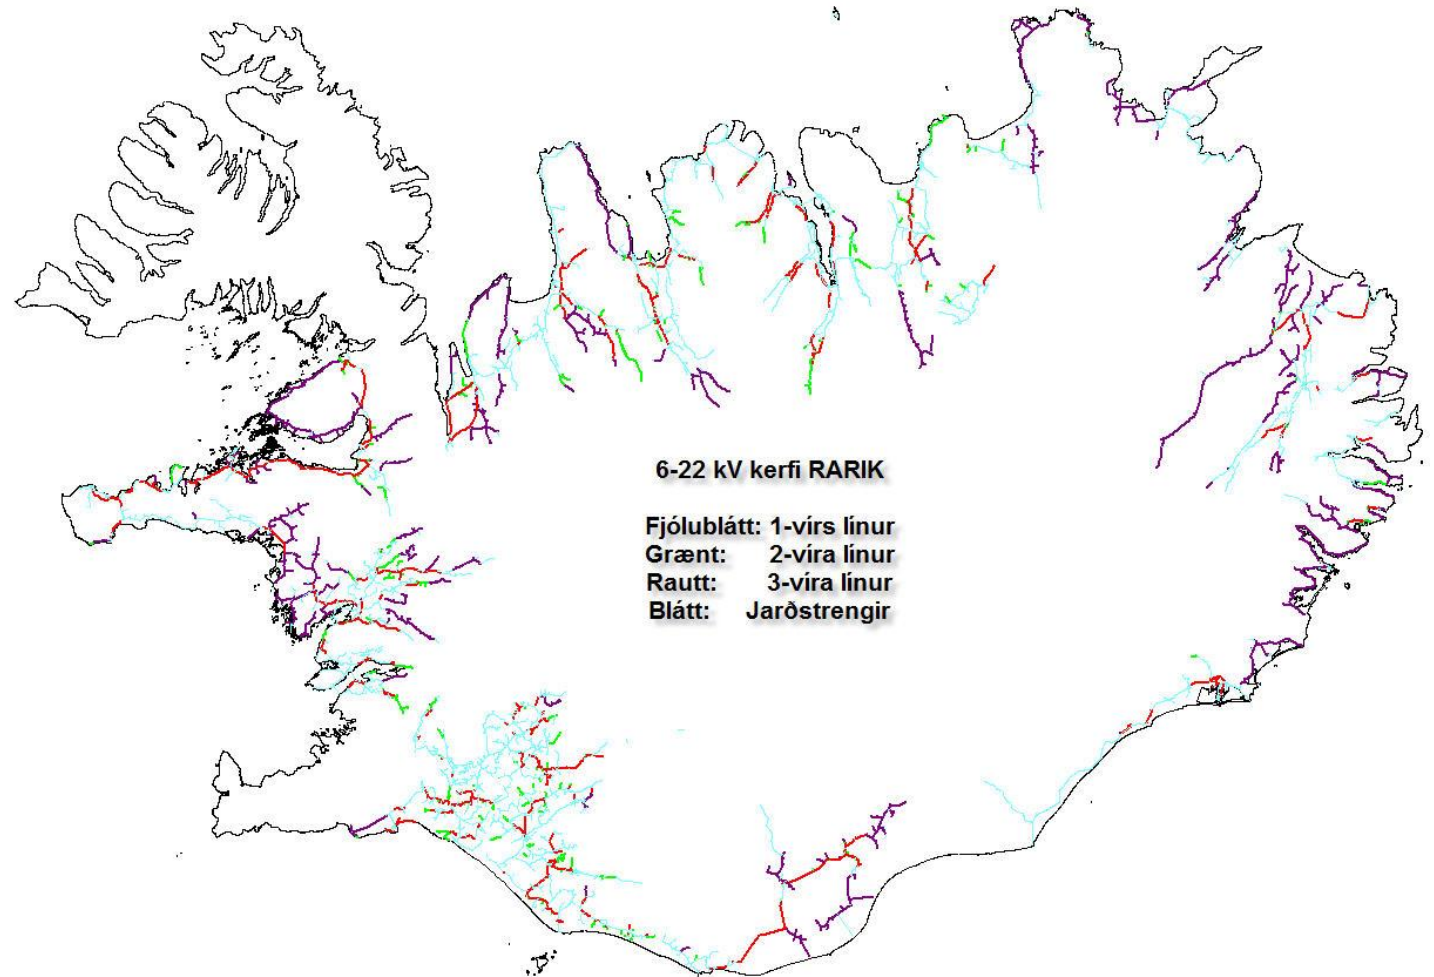 6-22 kV kerfi RARIK
Fjólublátt: 1-vírs línur
Grænt: 2-víra línur
Rautt: 3-víra línur
Blátt: Jarðstrengir